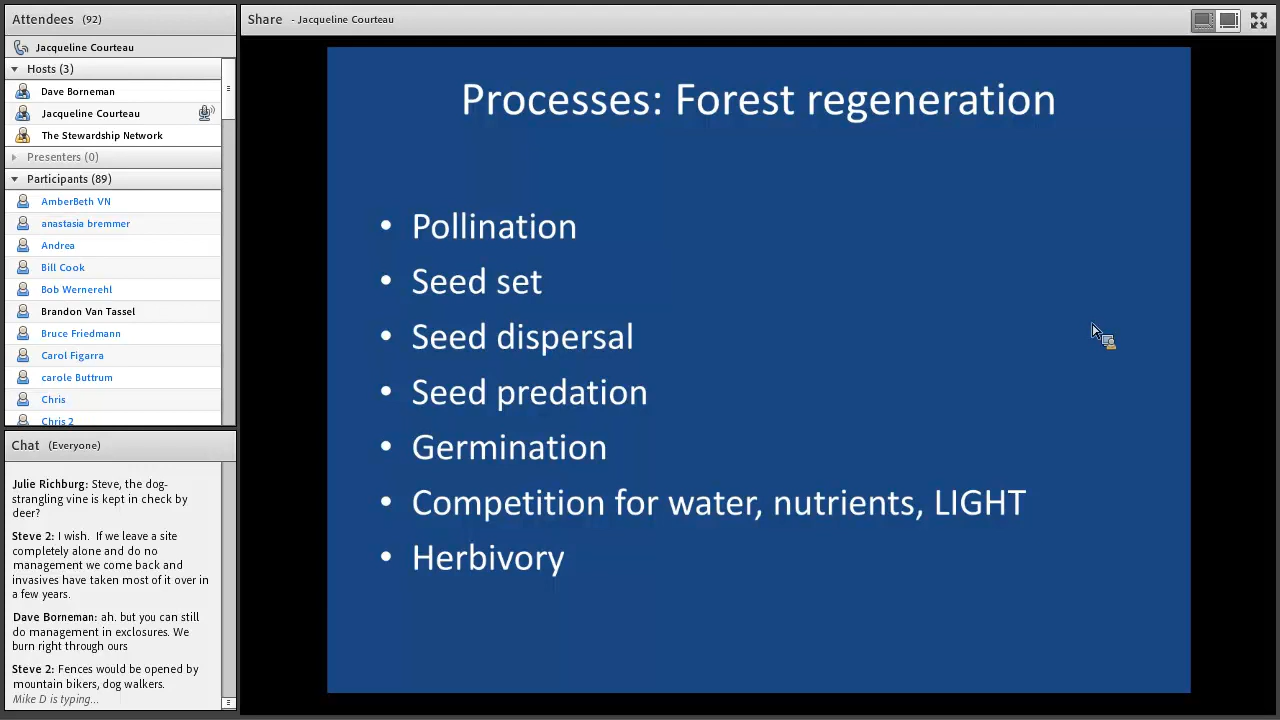 Attendees (92)
Jacqueline Courteau
Hosts (3)
Dave Borneman
Jacqueline Courteau
The Stewardship Network
Presenters (0)
Participants (89)
AmberBeth VN
anastasia bremmer
Andrea
Bill Cook
Bob Wernerehl
Brandon Van Tassel
Bruce Friedmann
Carol Figarra
carole Buttrum
Chris
Chris 2
Chat (Everyone)
Julie Richburg: Steve, the dog-
strangling vine is kept in check by
deer?
Steve 2: I wish. If we leave a site
completely alone and do no
management we come back and
invasives have taken most of it over in
a few years.
Dave Borneman: ah. but you can still
do management in exclosures. We
burn right through ours
Steve 2: Fences would be opened by
mountain bikers, dog walkers.
Mike D is typing...
Share - Jacqueline Courteau
Processes: Forest regeneration
• Pollination
• Seed set
• Seed dispersal
• Seed predation
• Germination
• Competition for water, nutrients, LIGHT
• Herbivory